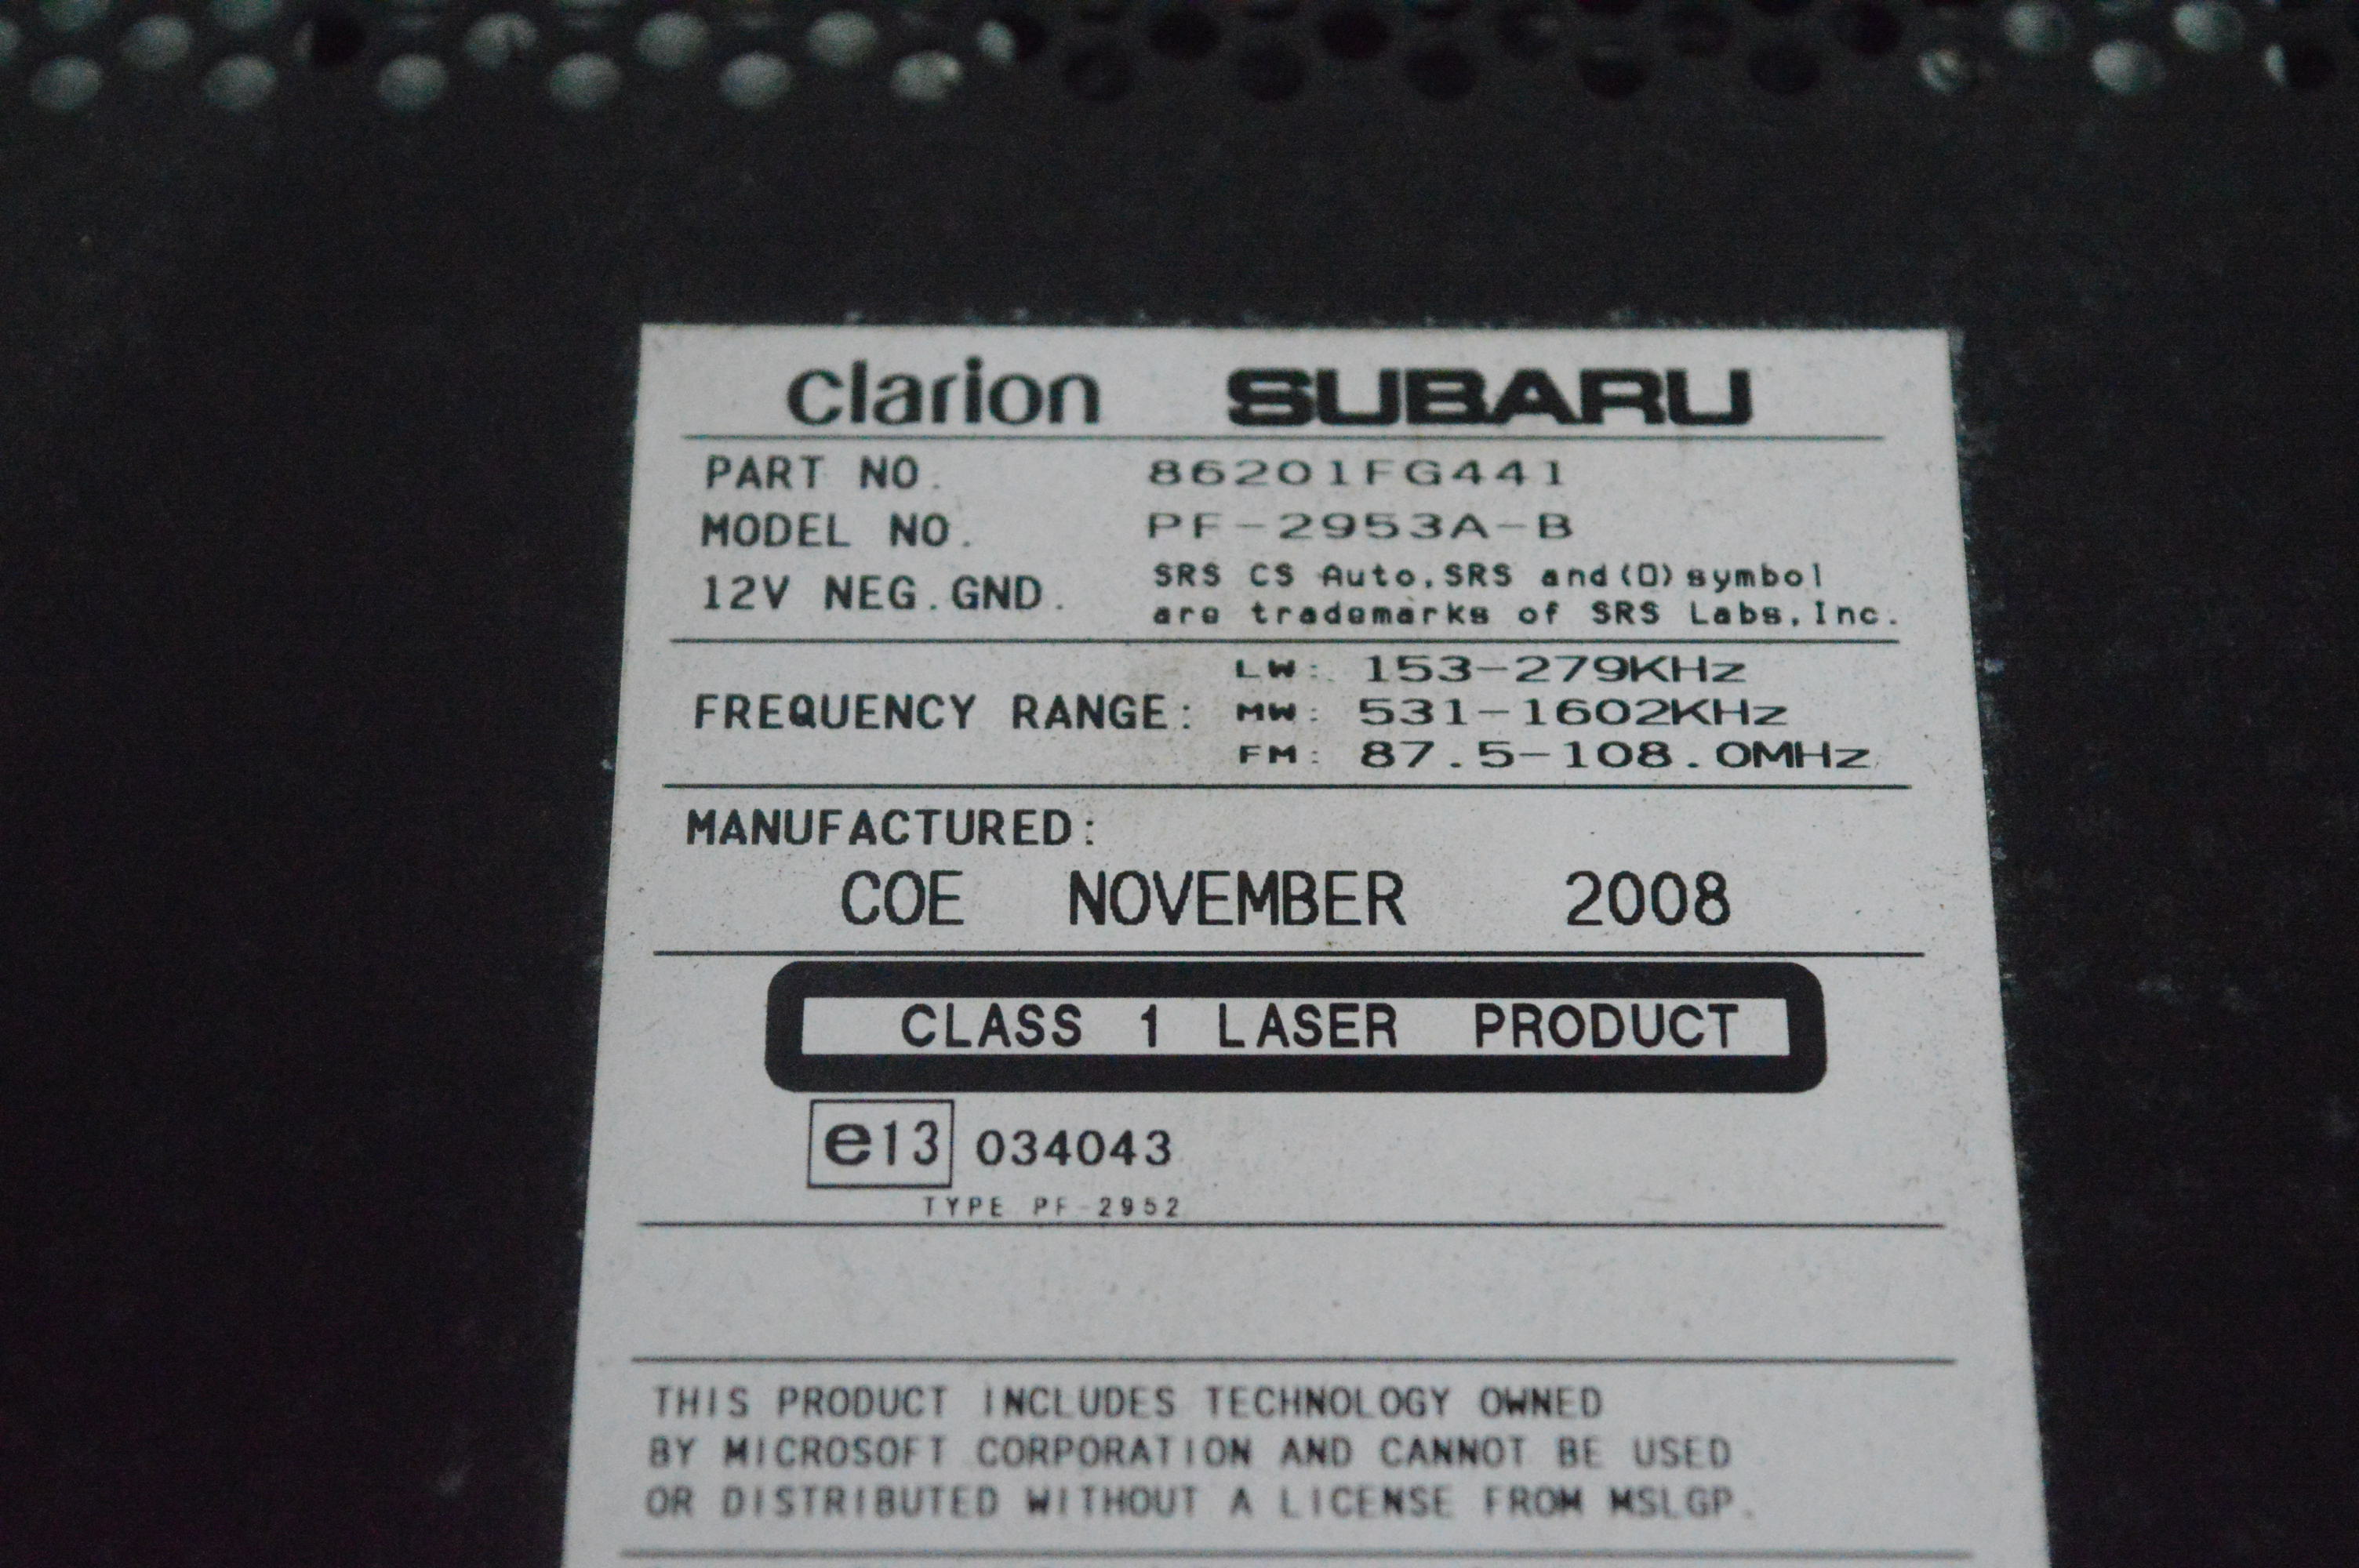 clarion SUBARU
PART NO. 86201FG441
MODEL NO. PF-2953A-B
12V NEG.GND. SRS CS Auto,SRS and(O)symbol
are trademarks of SRS Labs,Inc.
LW: 153-279KHz
FREQUENCY RANGE: MW: 531-1602KHz
FM: 87.5-108.0MHz
MANUFACTURED:
COE NOVEMBER 2008
CLASS 1 LASER PRODUCT
e13 034043
TYPE PF-2952
THIS PRODUCT INCLUDES TECHNOLOGY OWNED
BY MICROSOFT CORPORATION AND CANNOT BE USED
OR DISTRIBUTED WITHOUT A LICENSE FROM MSLGP.